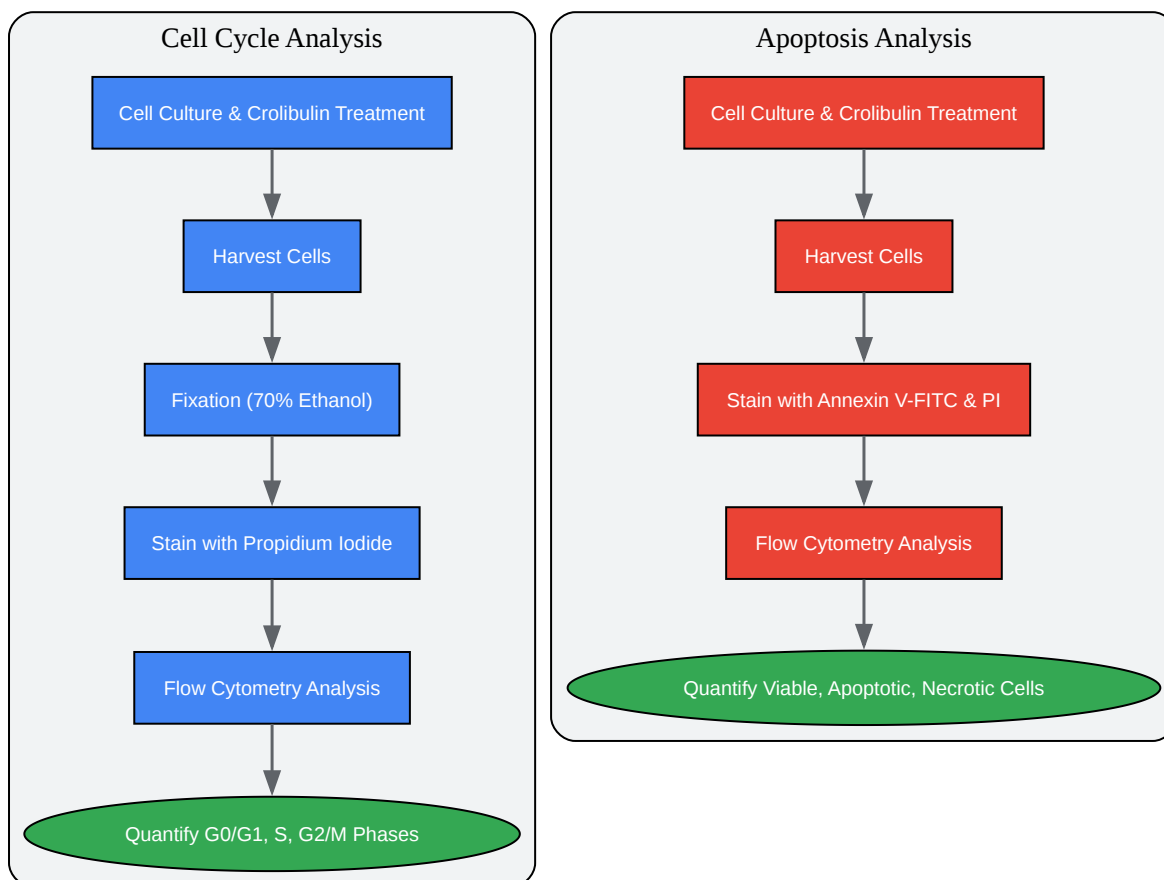 Cell Cycle Analysis
Cell Culture & Crolibulin Treatment
Harvest Cells
Fixation (70% Ethanol)
Stain with Propidium Iodide
Flow Cytometry Analysis
Quantify G0/G1, S, G2/M Phases
Apoptosis Analysis
Cell Culture & Crolibulin Treatment
Harvest Cells
Stain with Annexin V-FITC & PI
Flow Cytometry Analysis
Quantify Viable, Apoptotic, Necrotic Cells